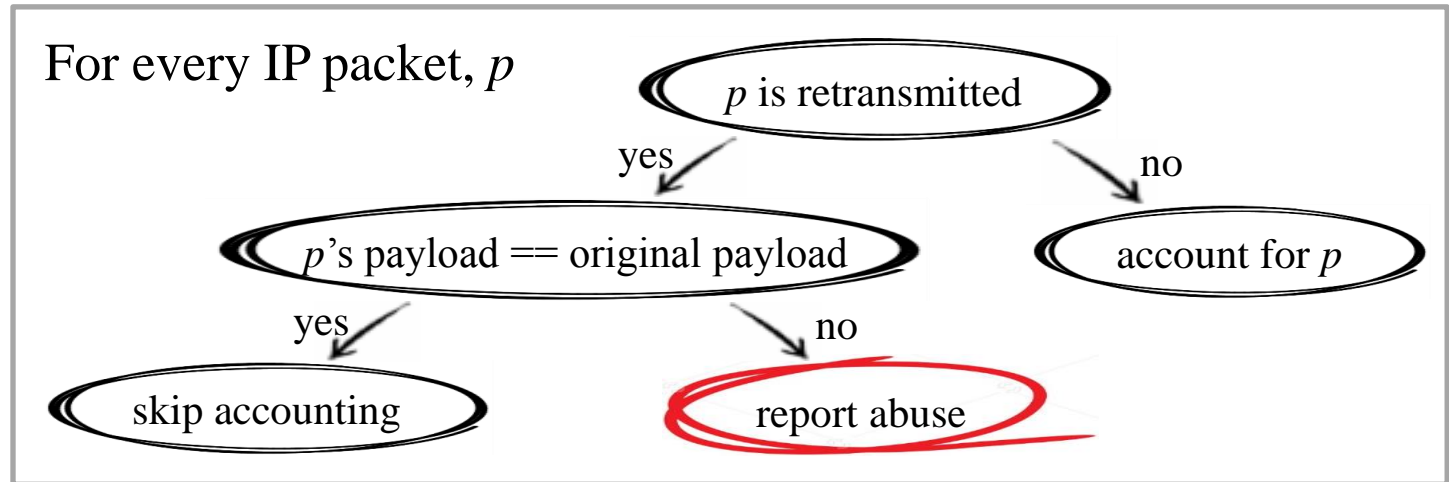 For every IP packet, p
p is retransmitted
yes
no
p’s payload == original payload
account for p
yes
no
skip accounting
report abuse